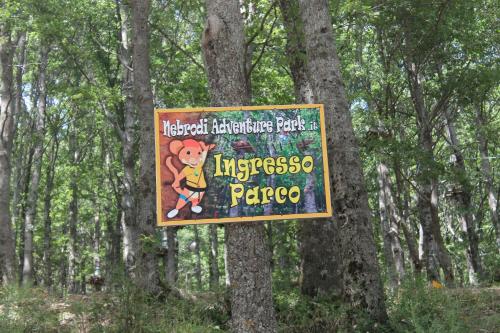 Nebrodi Adventure Park.it
Ingresso
Parco